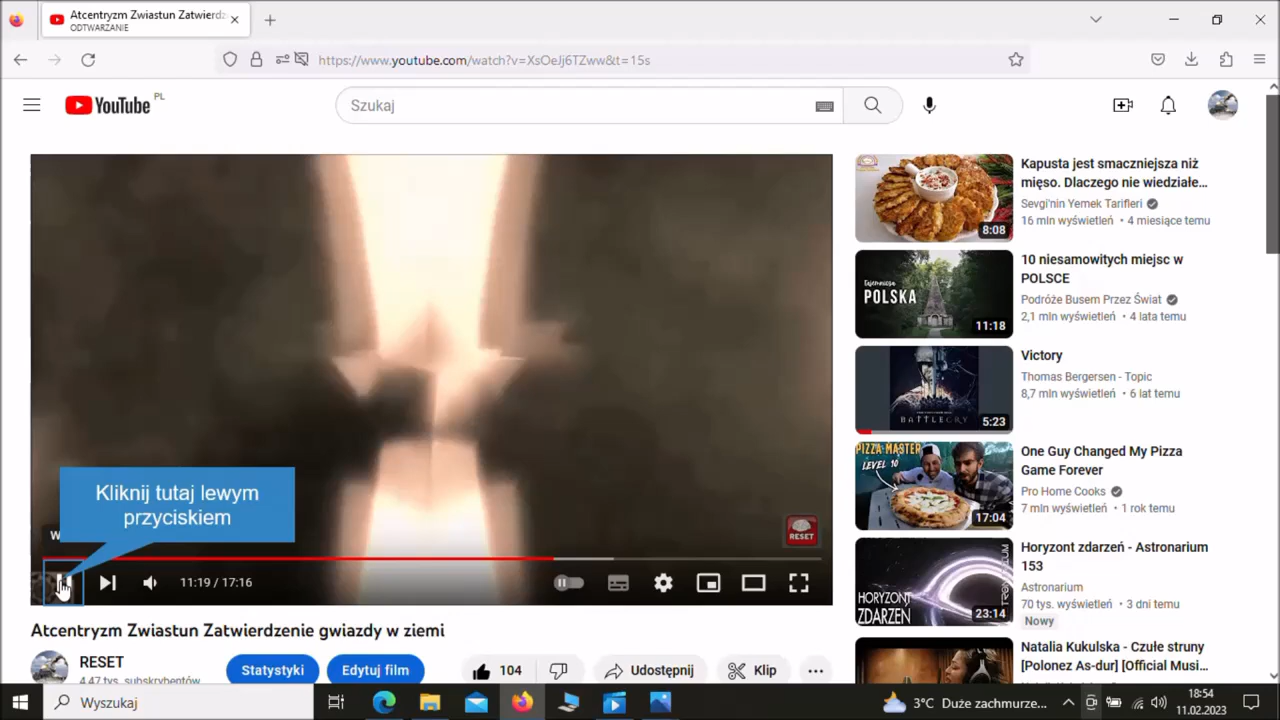 Atcentryzm Zwiastun Zatwierdz
ODTWARZANIE
https://www.youtube.com/watch?v=XsOeJj6TZww&t=15s
YouTube PL
Szukaj
Kapusta jest smaczniejsza niż
mięso. Dlaczego nie wiedziałe...
Sevgi'nin Yemek Tarifleri
16 mln wyświetleń • 4 miesiące temu
8:08
10 niesamowitych miejsc w
POLSCE
Podróże Busem Przez Świat
2,1 mln wyświetleń • 4 lata temu
Tajemnicza
POLSKA
11:18
Victory
Thomas Bergersen - Topic
8,7 mln wyświetleń • 6 lat temu
BATTLECRY
5:23
One Guy Changed My Pizza
Game Forever
Pro Home Cooks
7 mln wyświetleń • 1 rok temu
PIZZA MASTER
LEVEL 10
17:04
Horyzont zdarzeń - Astronarium
153
Astronarium
70 tys. wyświetleń • 3 dni temu
Nowy
HORYZONT
ZDARZEŃ
23:14
Natalia Kukulska - Czułe struny
[Polonez As-dur] [Official Musi...
Kliknij tutaj lewym
przyciskiem
W
RESET
11:19 / 17:16
Atcentryzm Zwiastun Zatwierdzenie gwiazdy w ziemi
RESET
4,47 tys. subskrybentów
Statystyki
Edytuj film
104
Udostępnij
Klip
Wyszukaj
3°C Duże zachmurze...
18:54
11.02.2023